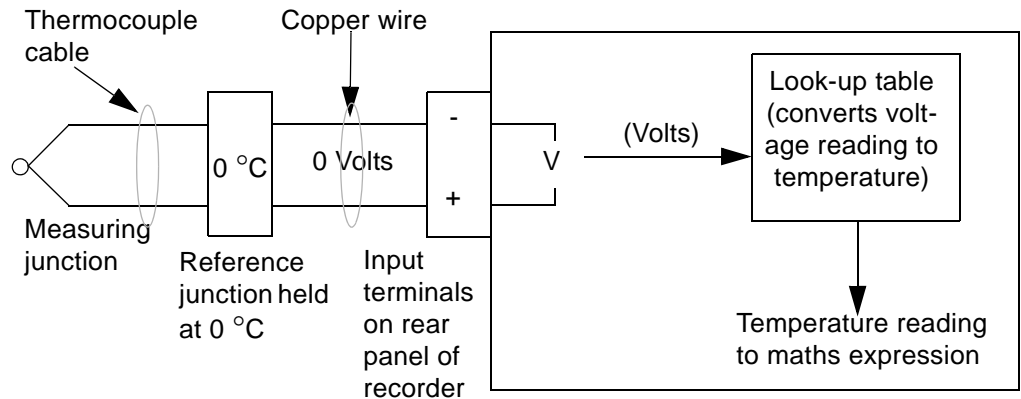 Thermocouple
cable
Copper wire
Look-up table
(converts volt-
age reading to
temperature)
-
(Volts)
0 °C
0 Volts
V
+
Measuring
junction
Reference
junction held
at 0 °C
Input
terminals
on rear
panel of
recorder
Temperature reading
to maths expression